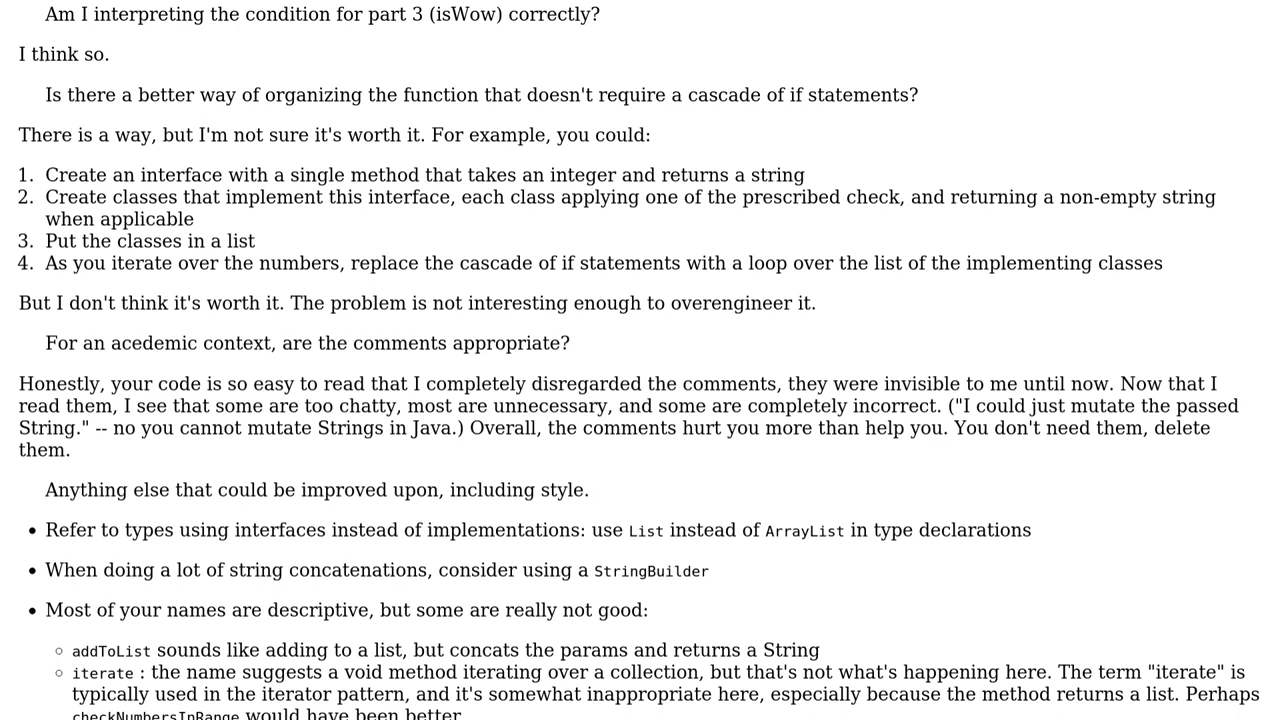 Am I interpreting the condition for part 3 (isWow) correctly?
I think so.
Is there a better way of organizing the function that doesn't require a cascade of if statements?
There is a way, but I'm not sure it's worth it. For example, you could:
1. Create an interface with a single method that takes an integer and returns a string
2. Create classes that implement this interface, each class applying one of the prescribed check, and returning a non-empty string
when applicable
3. Put the classes in a list
4. As you iterate over the numbers, replace the cascade of if statements with a loop over the list of the implementing classes
But I don't think it's worth it. The problem is not interesting enough to overengineer it.
For an acedemic context, are the comments appropriate?
Honestly, your code is so easy to read that I completely disregarded the comments, they were invisible to me until now. Now that I
read them, I see that some are too chatty, most are unnecessary, and some are completely incorrect. ("I could just mutate the passed
String." -- no you cannot mutate Strings in Java.) Overall, the comments hurt you more than help you. You don't need them, delete
them.
Anything else that could be improved upon, including style.
• Refer to types using interfaces instead of implementations: use List instead of ArrayList in type declarations
• When doing a lot of string concatenations, consider using a StringBuilder
• Most of your names are descriptive, but some are really not good:
◦ addToList sounds like adding to a list, but concats the params and returns a String
◦ iterate : the name suggests a void method iterating over a collection, but that's not what's happening here. The term "iterate" is
typically used in the iterator pattern, and it's somewhat inappropriate here, especially because the method returns a list. Perhaps
checkNumbersInRange would have been better